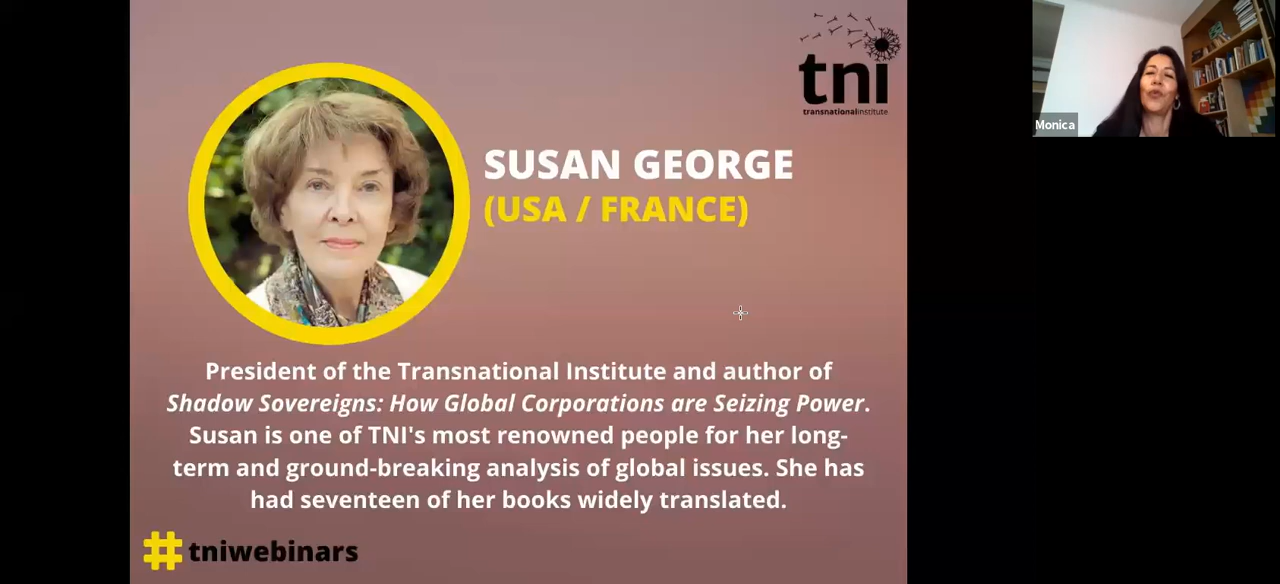 tni
transnationalinstitute
SUSAN GEORGE
(USA / FRANCE)
President of the Transnational Institute and author of
Shadow Sovereigns: How Global Corporations are Seizing Power.
Susan is one of TNI's most renowned people for her long-
term and ground-breaking analysis of global issues. She has
had seventeen of her books widely translated.
# tniwebinars
Monica